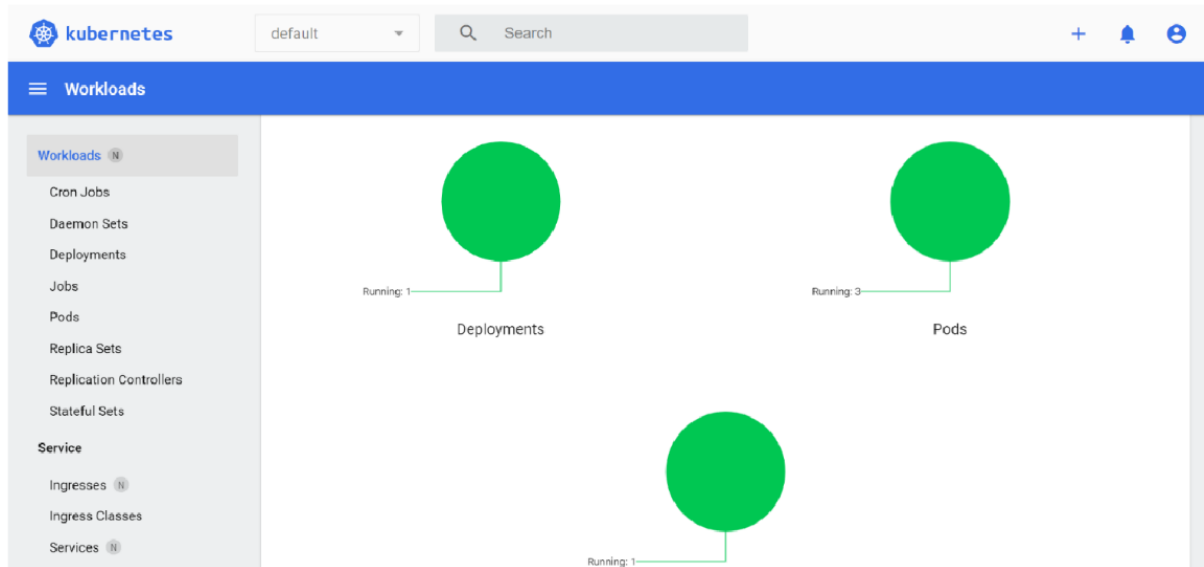 kubernetes
default
Search
Workloads
Workloads N
Cron Jobs
Daemon Sets
Deployments
Jobs
Pods
Replica Sets
Replication Controllers
Stateful Sets
Service
Ingresses N
Ingress Classes
Services N
Running: 1
Deployments
Running: 3
Pods
Running: 1